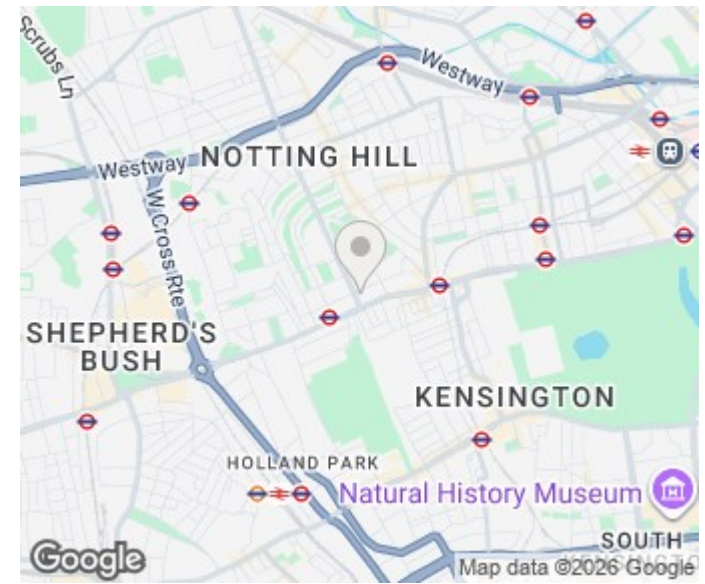 Scrubs Ln
Westway
NOTTING HILL
Westway
W Cross Rte
SHEPHERD'S
BUSH
KENSINGTON
HOLLAND PARK
Natural History Museum
SOUTH
KENSINGTO
Google
Map data ©2026 Google